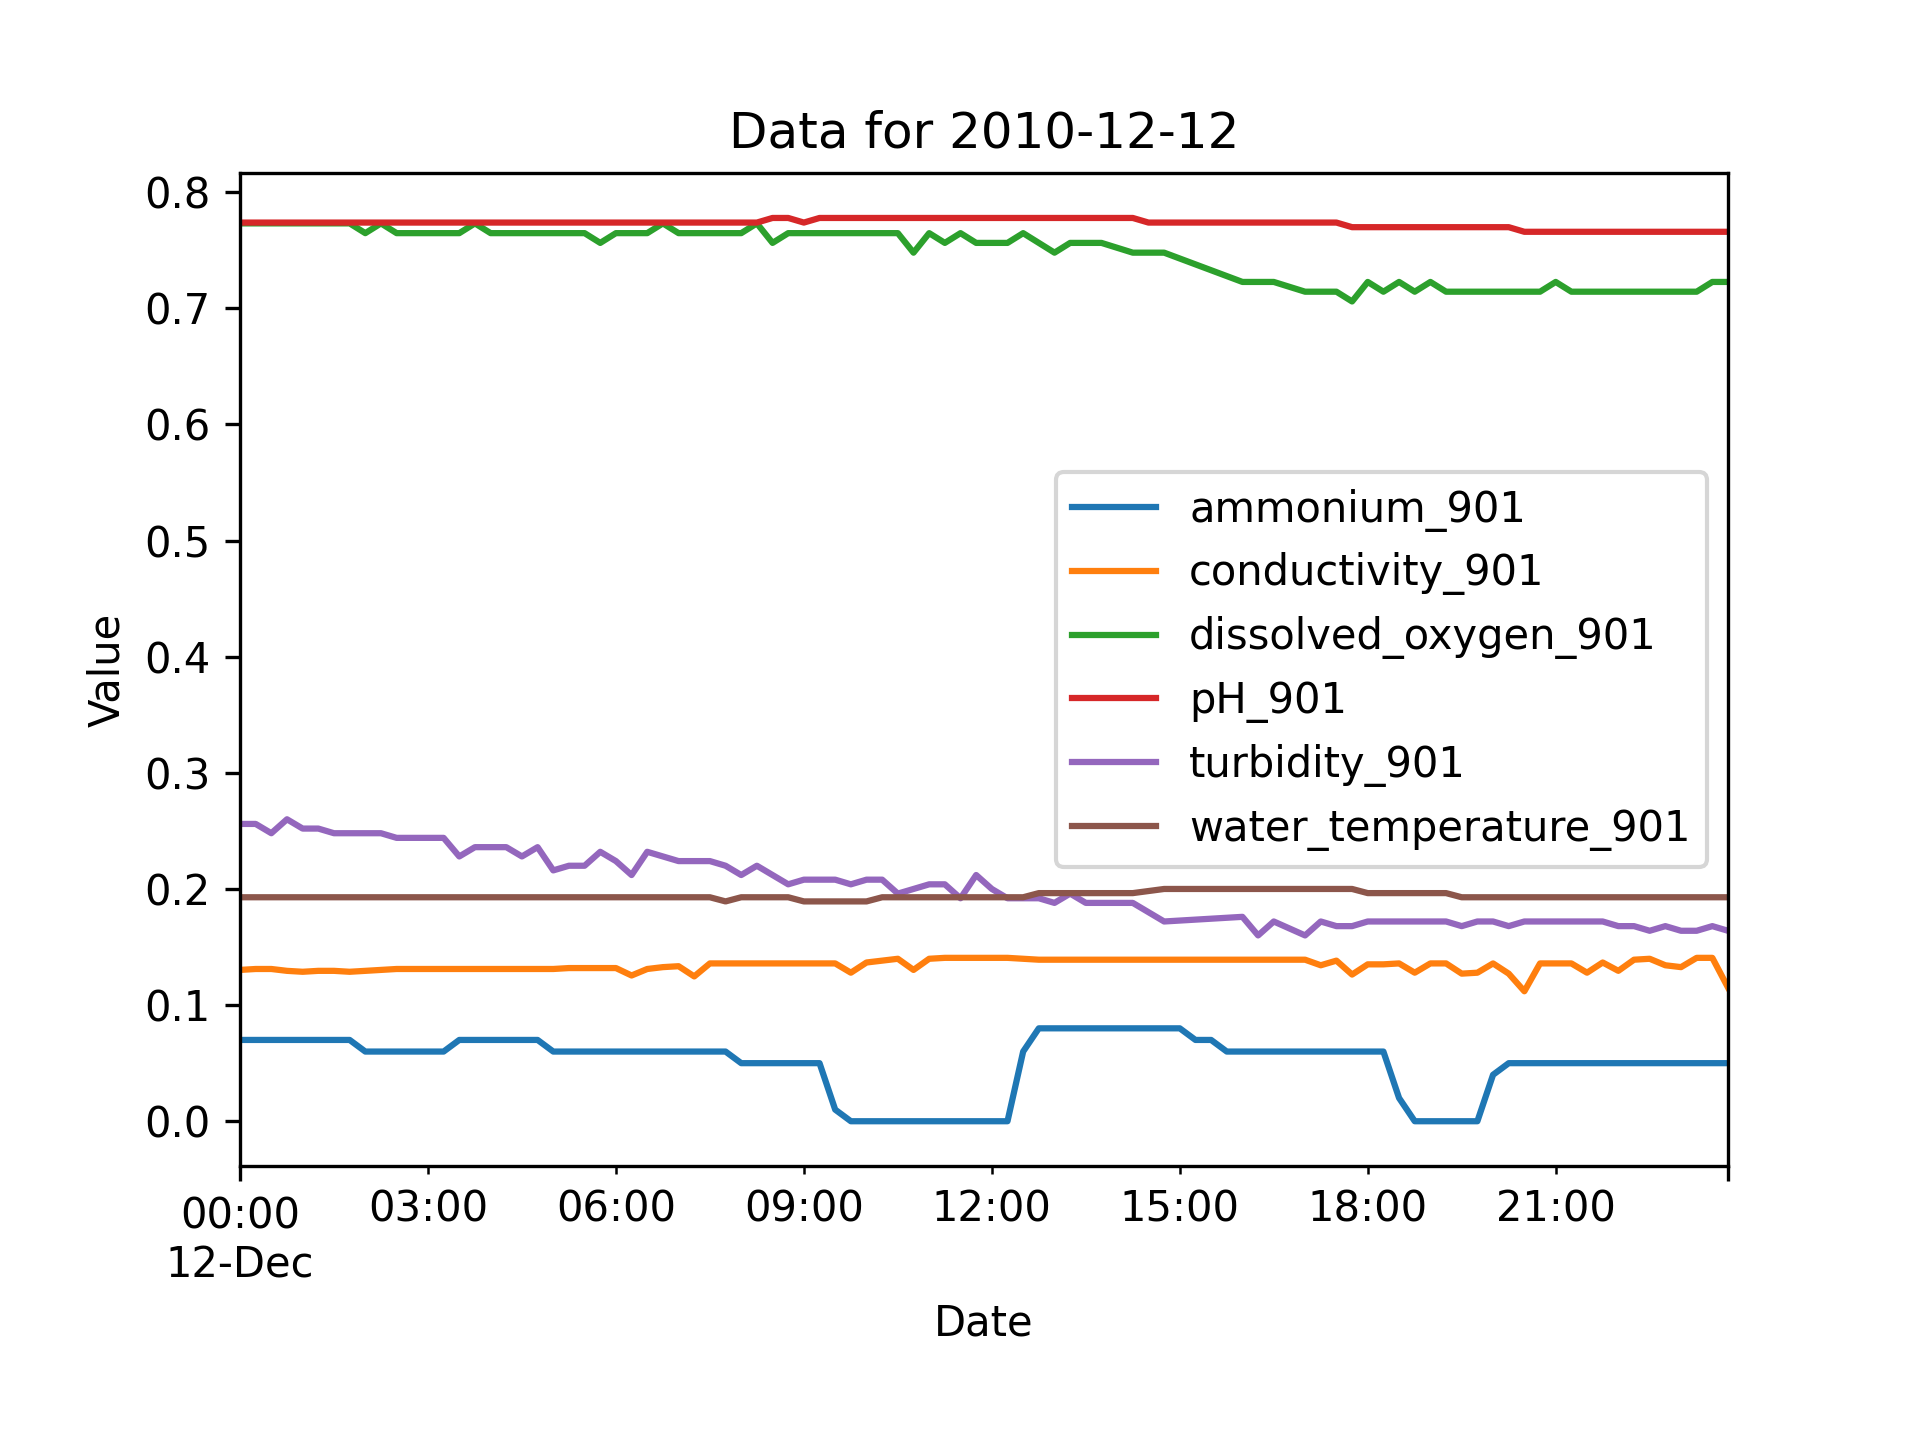 Data for 2010-12-12
0.8
0.7
0.6
0.5
0.4
0.3
0.2
0.1
0.0
Value
ammonium_901
conductivity_901
dissolved_oxygen_901
pH_901
turbidity_901
water_temperature_901
00:00 03:00 06:00 09:00 12:00 15:00 18:00 21:00
12-Dec
Date